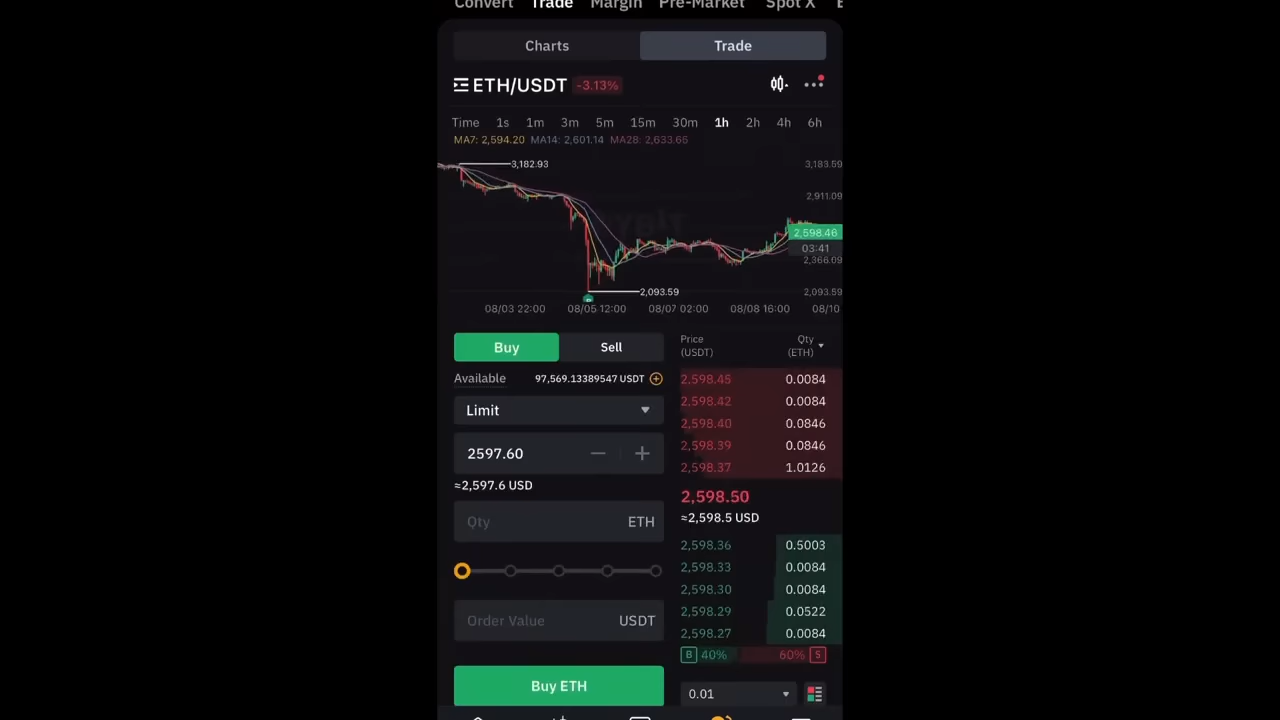 Convert Trade Margin Pre-Market Spot X
Charts Trade
ETH/USDT -3.13%
Time 1s 1m 3m 5m 15m 30m 1h 2h 4h 6h
MA7: 2,594.20 MA14: 2,601.14 MA28: 2,633.65
3,182.93 3,183.59
2,911.09
2,598.46
03:41
2,366.09
2,093.59 2,093.59
08/03 22:00 08/05 12:00 08/07 02:00 08/08 16:00 08/10
Buy Sell
Available 97,569.13389547 USDT
Limit
2597.60
≈2,597.6 USD
Qty ETH
Order Value USDT
Buy ETH
Price Qty
(USDT) (ETH)
2,598.45 0.0084
2,598.42 0.0084
2,598.40 0.0846
2,598.39 0.0846
2,598.37 1.0126
2,598.50
≈2,598.5 USD
2,598.36 0.5003
2,598.33 0.0084
2,598.30 0.0084
2,598.29 0.0522
2,598.27 0.0084
B 40% 60% S
0.01